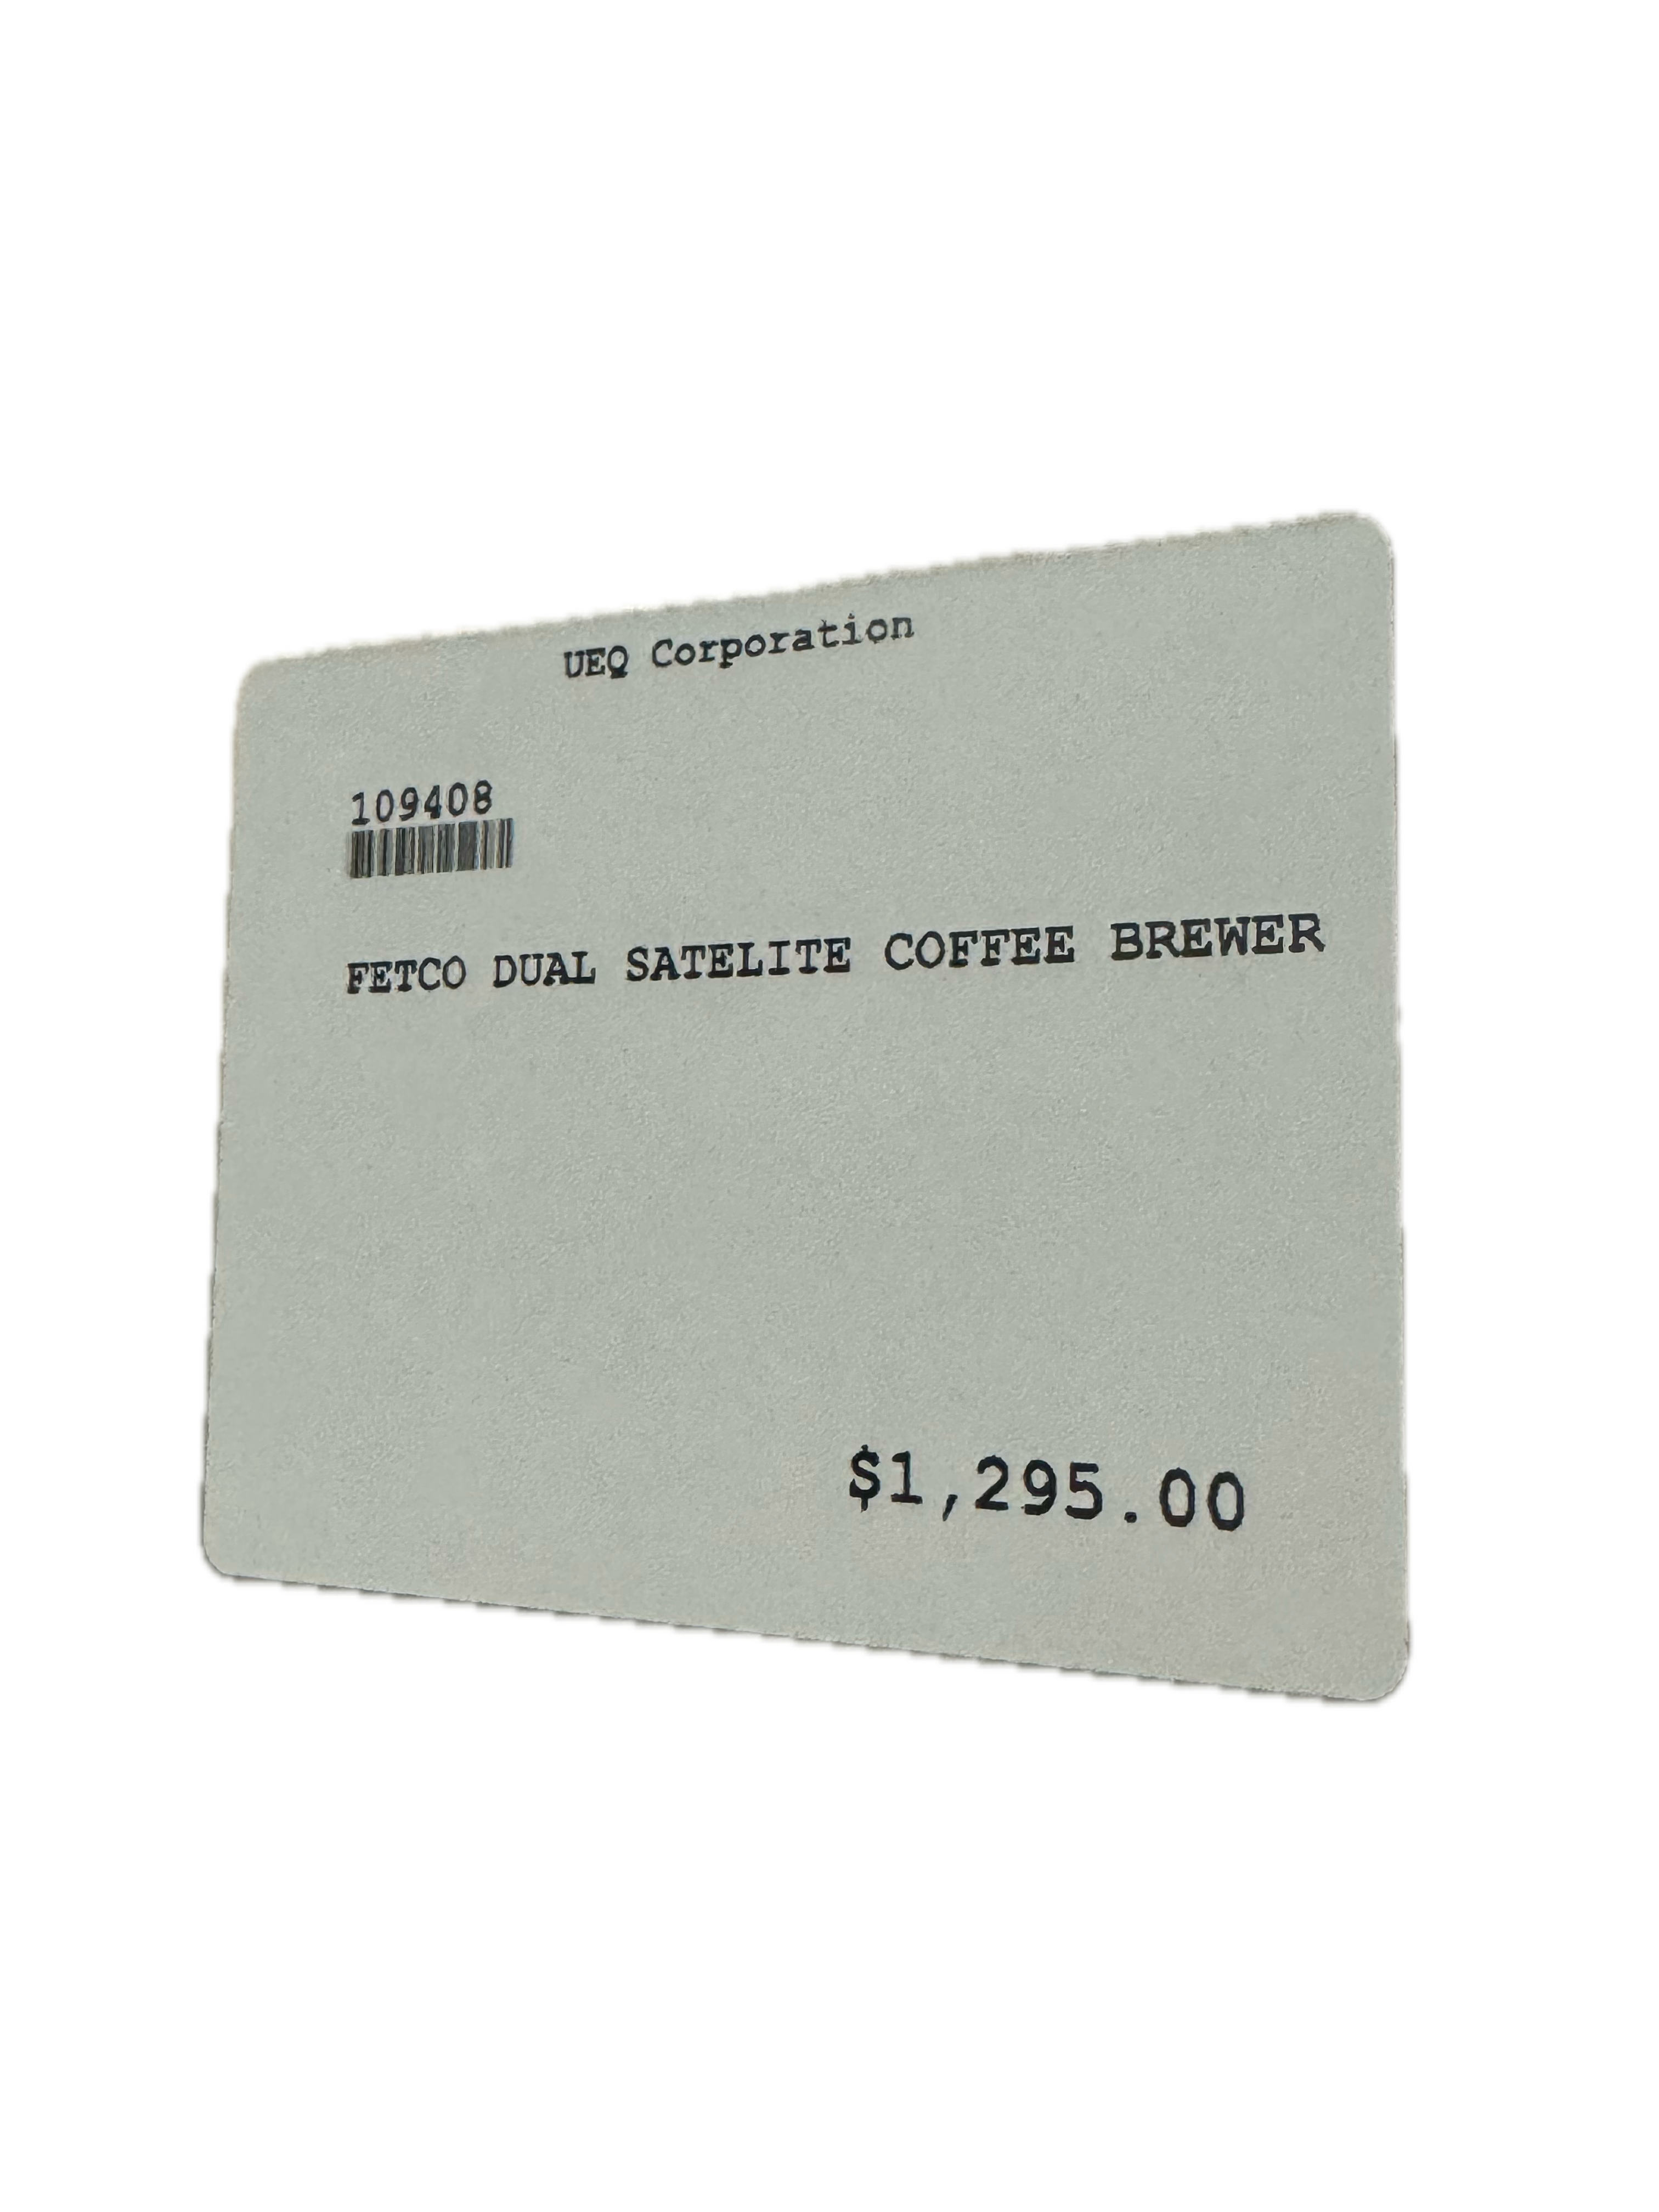 UEQ Corporation
109408
FETCO DUAL SATELITE COFFEE BREWER
$1,295.00